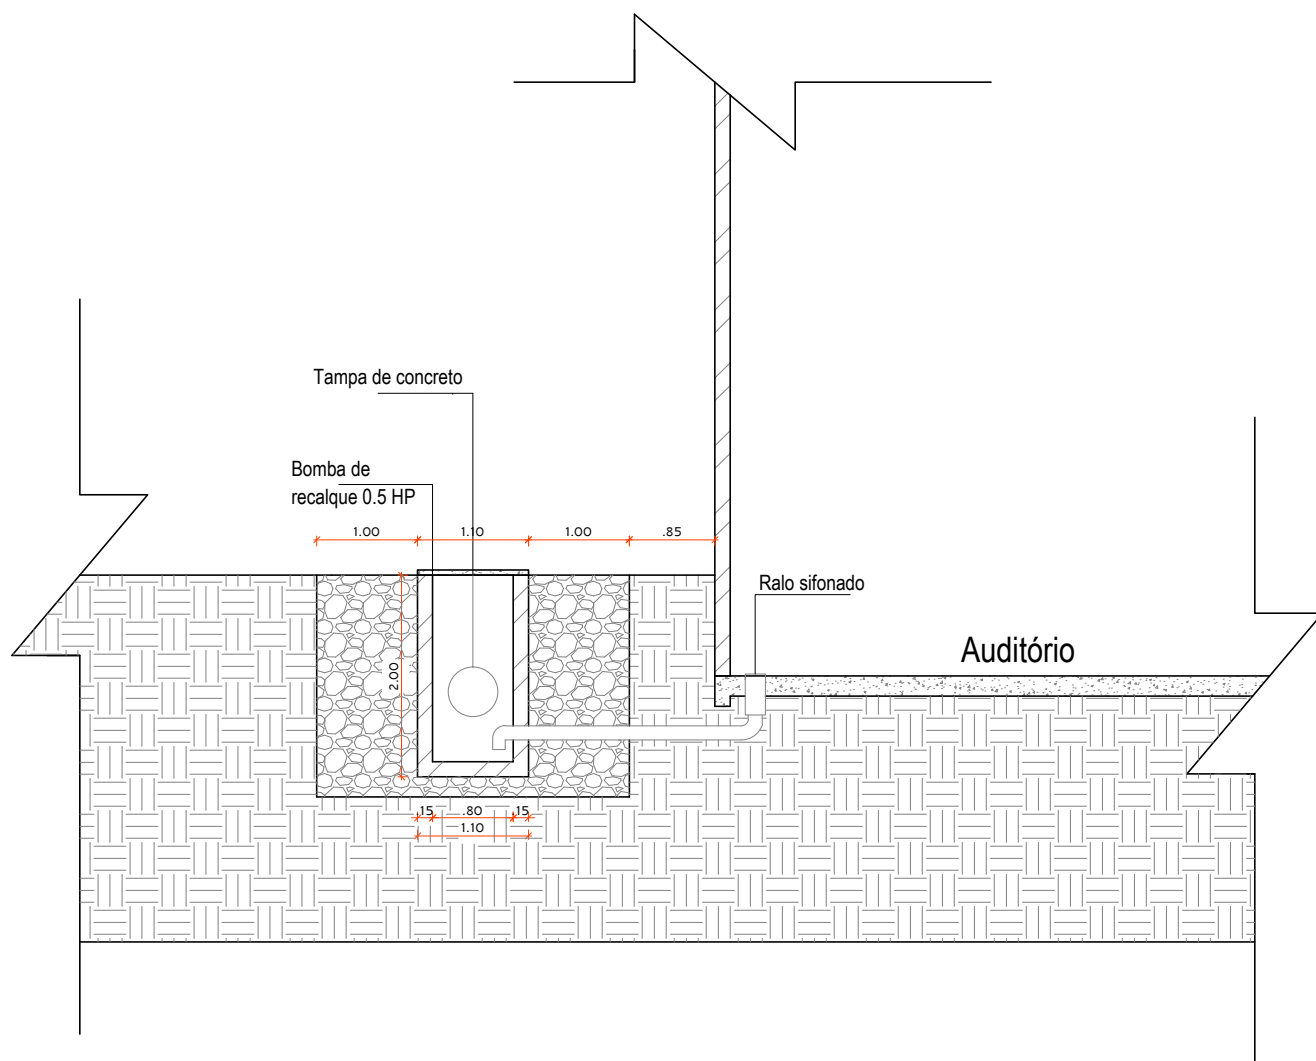 Tampa de concreto
Bomba de
recalque 0.5 HP
1.00
1.10
1.00
.85
Ralo sifonado
Auditório
2.00
15
.80
15
1.10